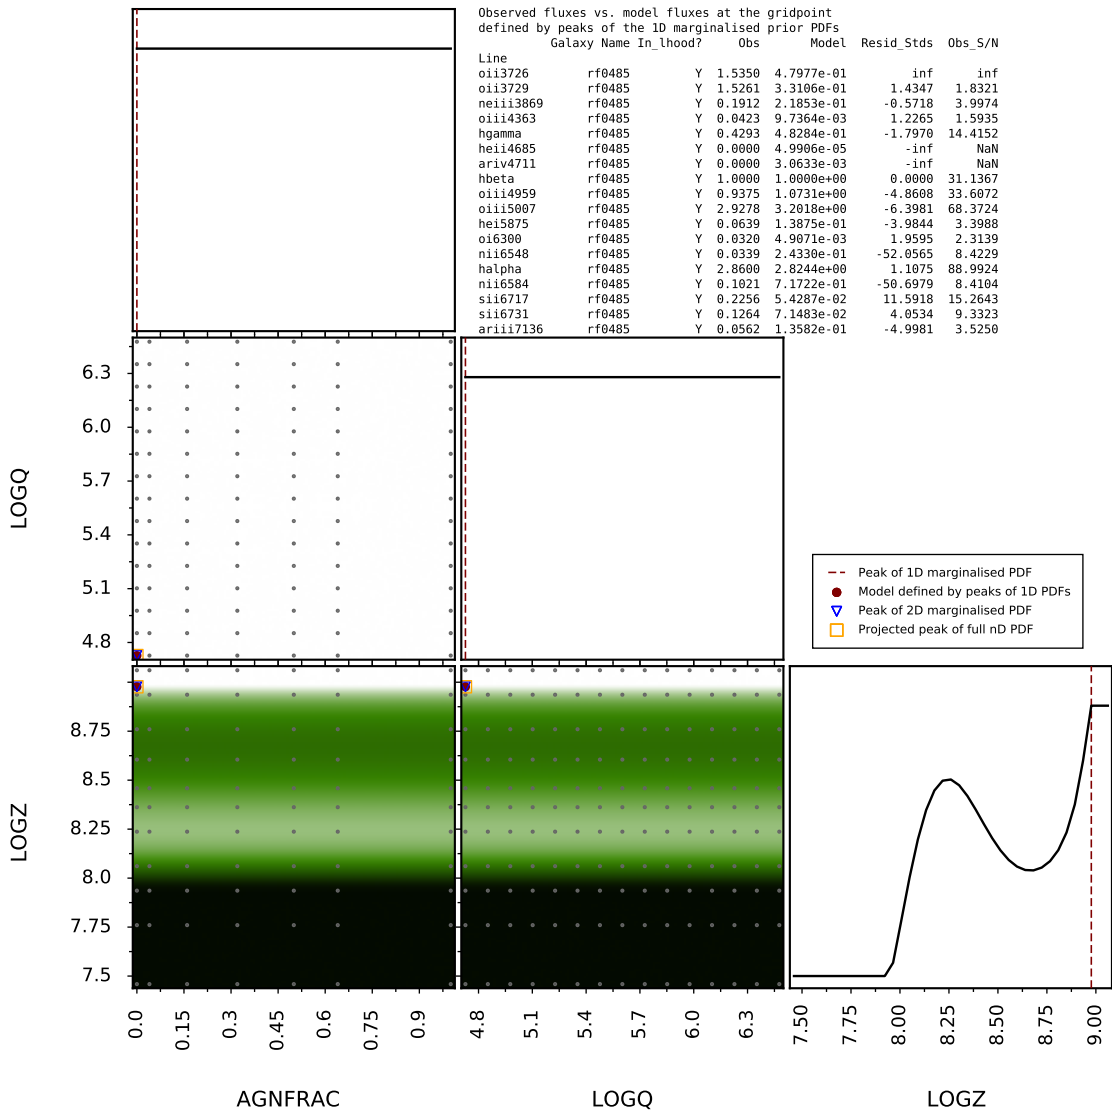 Observed fluxes vs. model fluxes at the gridpoint
defined by peaks of the 1D marginalised prior PDFs
Galaxy Name In_lhood? Obs Model Resid_Stds Obs_S/N
Line
oii3726 rf0485 Y 1.5350 4.7977e-01 inf inf
oii3729 rf0485 Y 1.5261 3.3106e-01 1.4347 1.8321
neiii3869 rf0485 Y 0.1912 2.1853e-01 -0.5718 3.9974
oiii4363 rf0485 Y 0.0423 9.7364e-03 1.2265 1.5935
hgamma rf0485 Y 0.4293 4.8284e-01 -1.7970 14.4152
heii4685 rf0485 Y 0.0000 4.9906e-05 -inf NaN
ariv4711 rf0485 Y 0.0000 3.0633e-03 -inf NaN
hbeta rf0485 Y 1.0000 1.0000e+00 0.0000 31.1367
oiii4959 rf0485 Y 0.9375 1.0731e+00 -4.8608 33.6072
oiii5007 rf0485 Y 2.9278 3.2018e+00 -6.3981 68.3724
hei5875 rf0485 Y 0.0639 1.3875e-01 -3.9844 3.3988
oi6300 rf0485 Y 0.0320 4.9071e-03 1.9595 2.3139
nii6548 rf0485 Y 0.0339 2.4330e-01 -52.0565 8.4229
halpha rf0485 Y 2.8600 2.8244e+00 1.1075 88.9924
nii6584 rf0485 Y 0.1021 7.1722e-01 -50.6979 8.4104
sii6717 rf0485 Y 0.2256 5.4287e-02 11.5918 15.2643
sii6731 rf0485 Y 0.1264 7.1483e-02 4.0534 9.3323
ariii7136 rf0485 Y 0.0562 1.3582e-01 -4.9981 3.5250
LOGQ
6.3
6.0
5.7
5.4
5.1
4.8
Peak of 1D marginalised PDF
Model defined by peaks of 1D PDFs
Peak of 2D marginalised PDF
Projected peak of full nD PDF
LOGZ
8.75
8.5
8.25
8.0
7.75
7.5
0.0 0.15 0.3 0.45 0.6 0.75 0.9
4.8 5.1 5.4 5.7 6.0 6.3
7.50 7.75 8.00 8.25 8.50 8.75 9.00
AGNFRAC LOGQ LOGZ